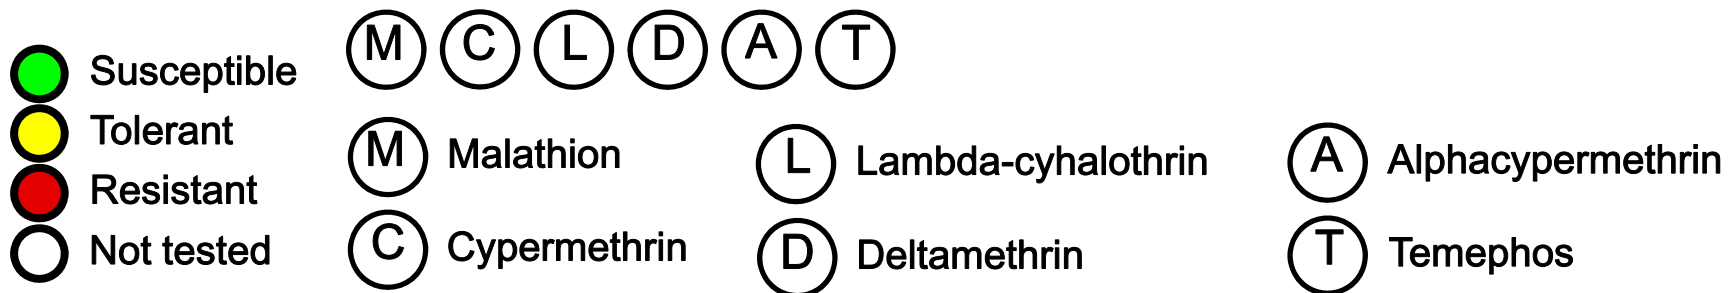 M C L D A T
Susceptible
Tolerant
Resistant
Not tested
M Malathion
L Lambda-cyhalothrin
A Alphacypermethrin
C Cypermethrin
D Deltamethrin
T Temephos